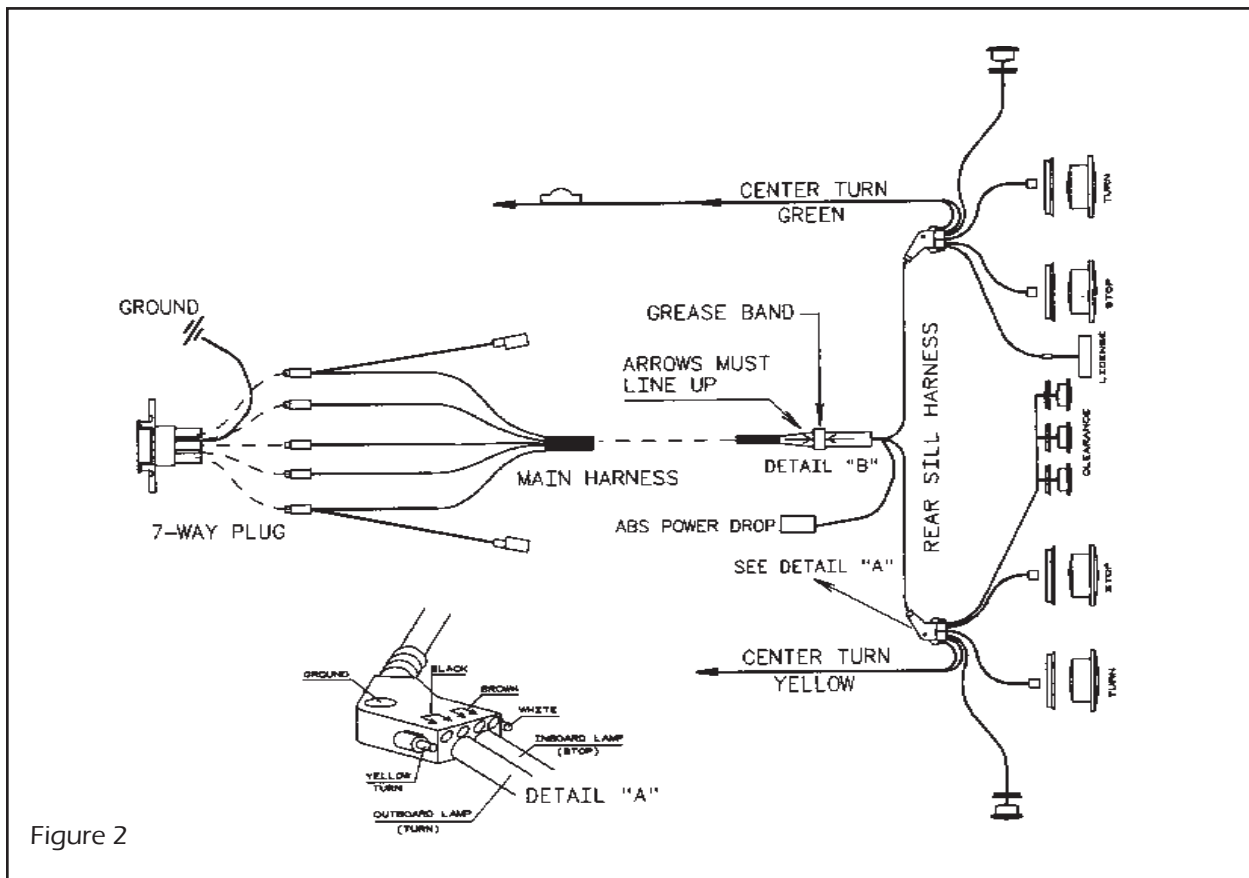 CENTER TURN
GREEN
TURN
STOP
LICENSE
CLEARANCE
STOP
TURN
GROUND
GREASE BAND
ARROWS MUST
LINE UP
REAR SILL HARNESS
MAIN HARNESS
DETAIL "B"
7-WAY PLUG
ABS POWER DROP
SEE DETAIL "A"
CENTER TURN
YELLOW
GROUND
BLACK
BROWN
WHITE
INBOARD LAMP
(STOP)
YELLOW
TURN
DETAIL "A"
OUTBOARD LAMP
(TURN)
Figure 2